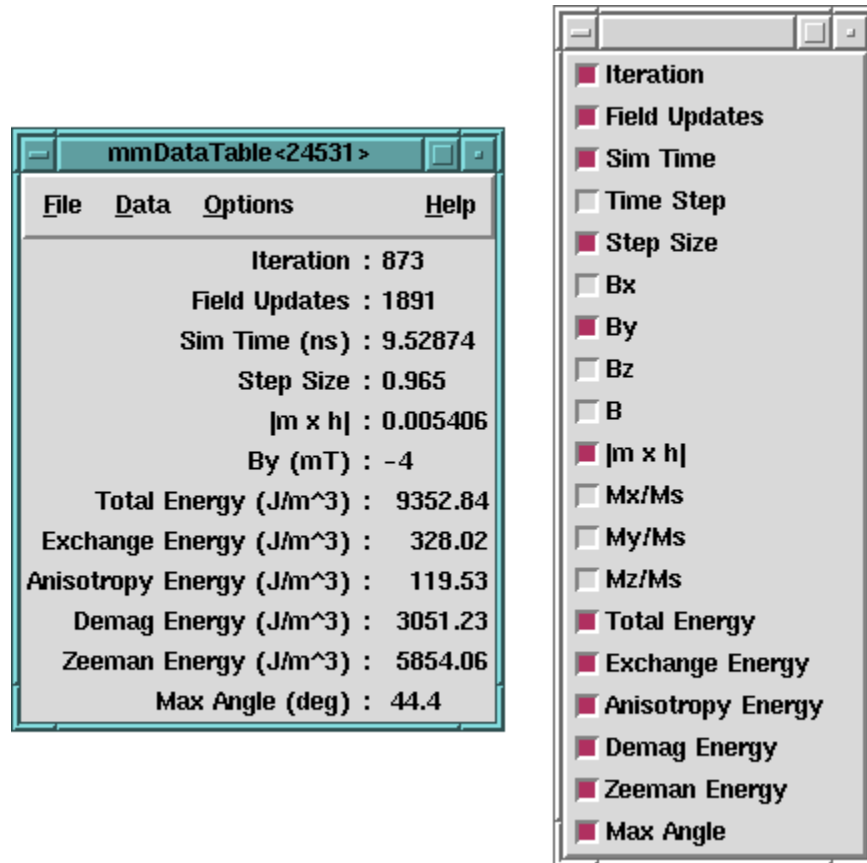 mmDataTable<24531>
File Data Options Help
Iteration : 873
Field Updates : 1891
Sim Time (ns) : 9.52874
Step Size : 0.965
|m x h| : 0.005406
By (mT) : -4
Total Energy (J/m^3) : 9352.84
Exchange Energy (J/m^3) : 328.02
Anisotropy Energy (J/m^3) : 119.53
Demag Energy (J/m^3) : 3051.23
Zeeman Energy (J/m^3) : 5854.06
Max Angle (deg) : 44.4
Iteration
Field Updates
Sim Time
Time Step
Step Size
Bx
By
Bz
B
|m x h|
Mx/Ms
My/Ms
Mz/Ms
Total Energy
Exchange Energy
Anisotropy Energy
Demag Energy
Zeeman Energy
Max Angle